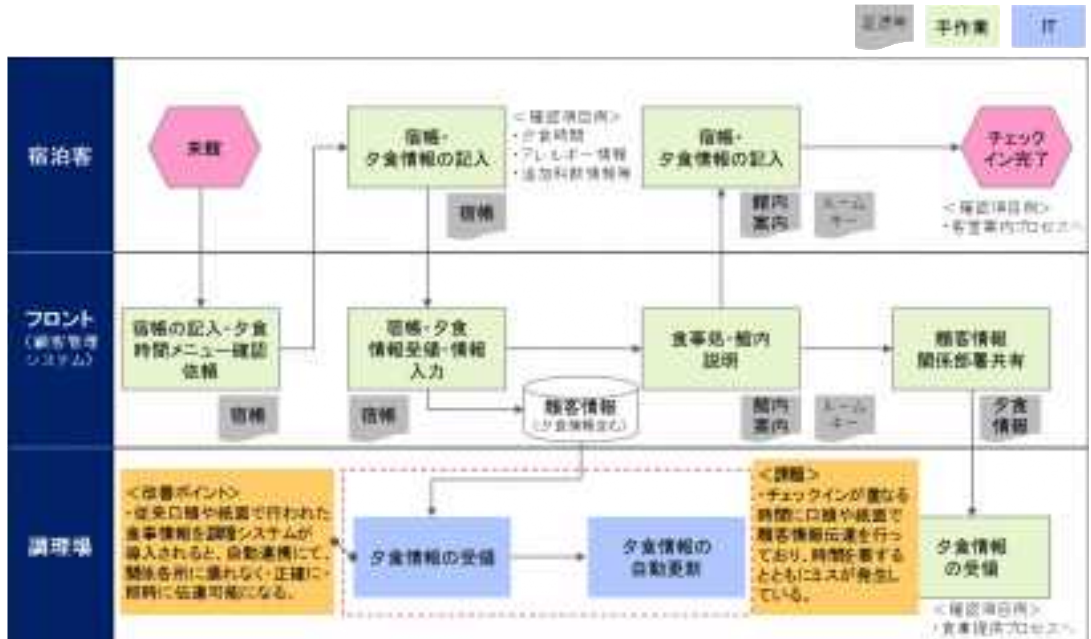 手作業
IT
宿泊客
来館
宿帳・
夕食情報の記入
<確認項目例>
・夕食時間
・アレルギー情報
・追加料飲情報等
宿帳・
夕食情報の記入
チェック
イン完了
宿帳
館内
案内
ルーム
キー
<確認項目例>
・客室案内プロセスへ
フロント
(顧客管理
システム)
宿帳の記入・夕食
時間メニュー確認
依頼
宿帳・夕食
情報受領・情報
入力
食事処・館内
説明
顧客情報
関係部署共有
宿帳
宿帳
顧客情報
(夕食情報含む)
館内
案内
ルーム
キー
夕食
情報
調理場
<改善ポイント>
・従来口頭や紙面で行われた
食事情報を調理システムが
導入されると、自動連携にて、
関係各所に漏れなく・正確に・
即時に伝達可能になる。
夕食情報の受領
夕食情報の
自動更新
<課題>
・チェックインが重なる
時間に口頭や紙面で
顧客情報伝達を行っ
ており、時間を要する
とともにミスが発生し
ている。
夕食情報
の受領
<確認項目例>
・食事提供プロセスへ